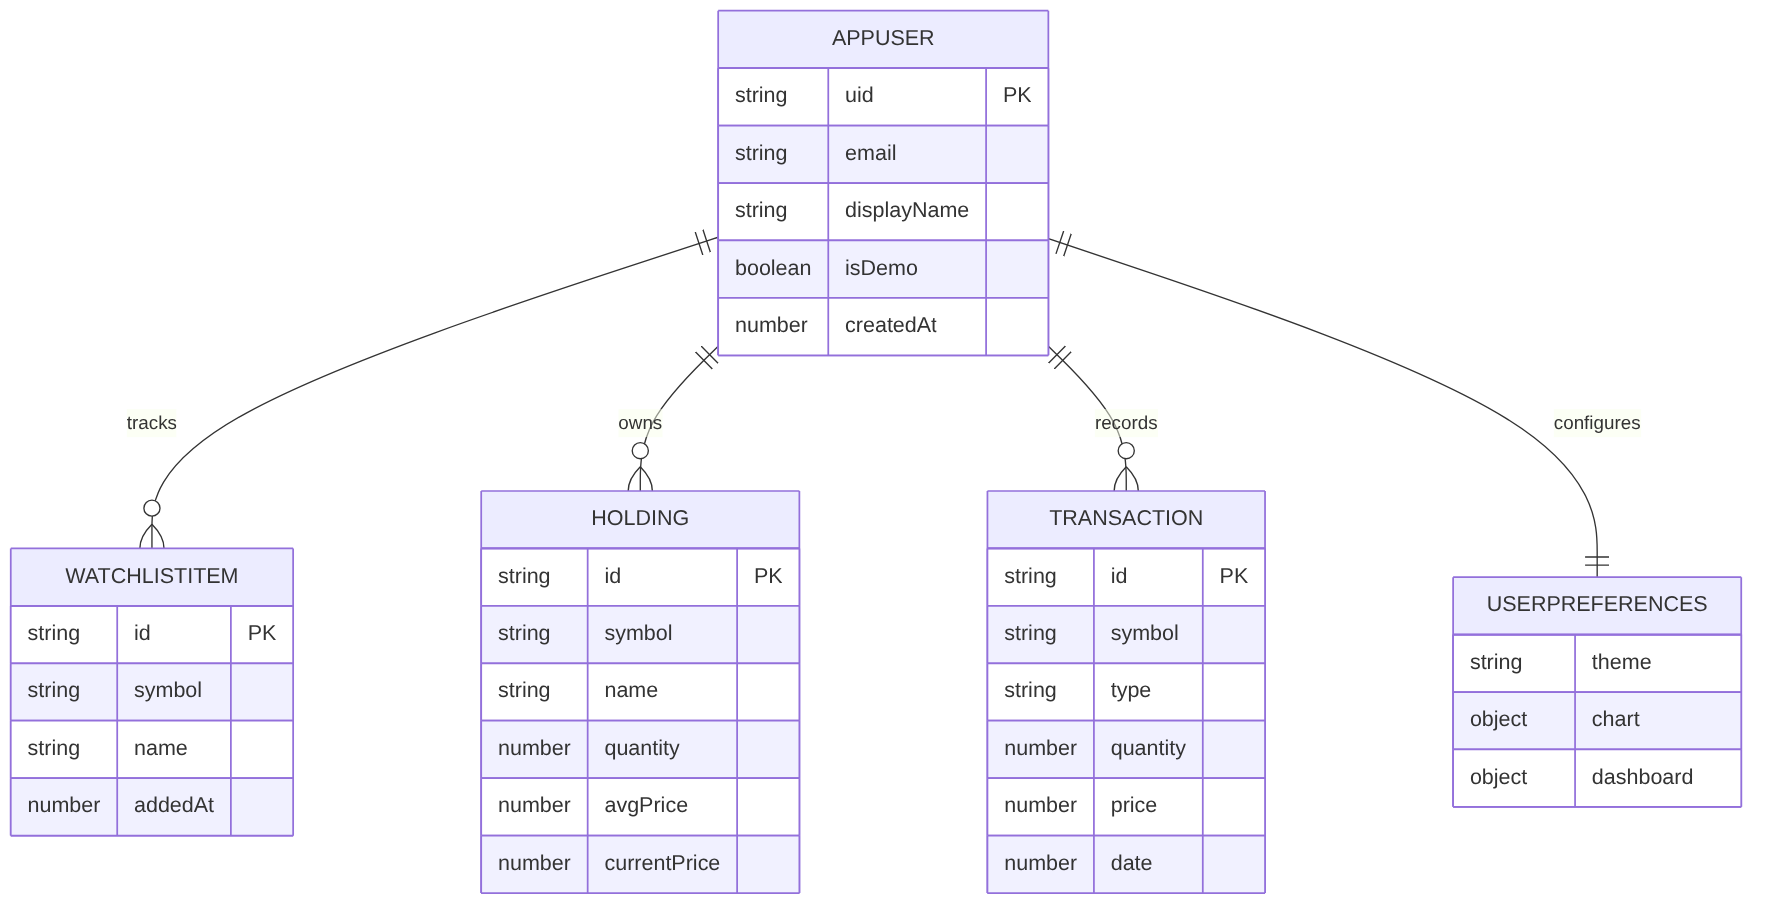 APPUSER
string uid PK
string email
string displayName
boolean isDemo
number createdAt
tracks
owns
records
configures
WATCHLISTITEM
string id PK
string symbol
string name
number addedAt
HOLDING
string id PK
string symbol
string name
number quantity
number avgPrice
number currentPrice
TRANSACTION
string id PK
string symbol
string type
number quantity
number price
number date
USERPREFERENCES
string theme
object chart
object dashboard